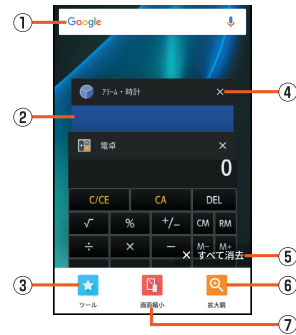 ① Google
アラーム・時計 × ④
②
電卓 ×
0
C/CE CA DEL
√ % +/− CM RM
÷ × − M− M+
× すべて消去 ⑤
③ ツール 画面縮小 拡大鏡 ⑥
⑦